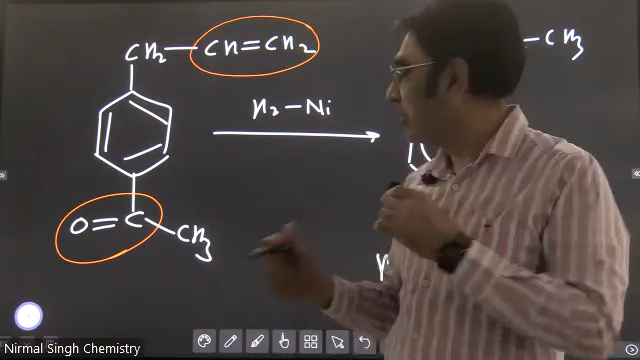 CH2—CH=CH2
H2—Ni
O=C
CH3
—CH3
Nirmal Singh Chemistry